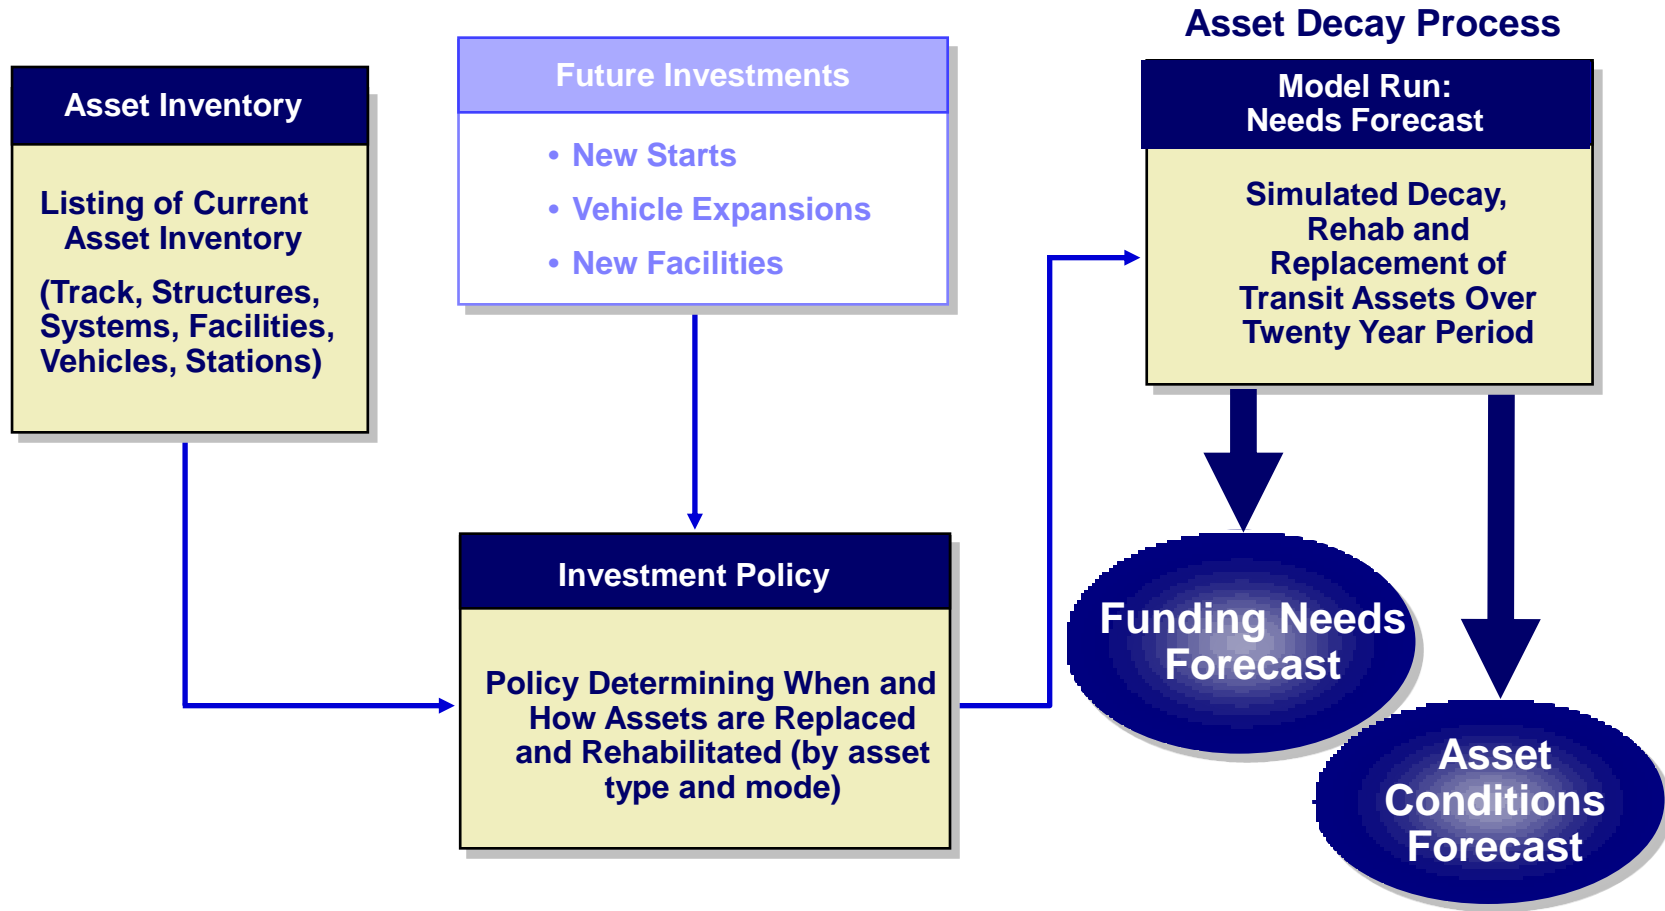 Asset Decay Process
Asset Inventory
Listing of Current
Asset Inventory
(Track, Structures,
Systems, Facilities,
Vehicles, Stations)
Future Investments
• New Starts
• Vehicle Expansions
• New Facilities
Model Run:
Needs Forecast
Simulated Decay,
Rehab and
Replacement of
Transit Assets Over
Twenty Year Period
Investment Policy
Policy Determining When and
How Assets are Replaced
and Rehabilitated (by asset
type and mode)
Funding Needs
Forecast
Asset
Conditions
Forecast